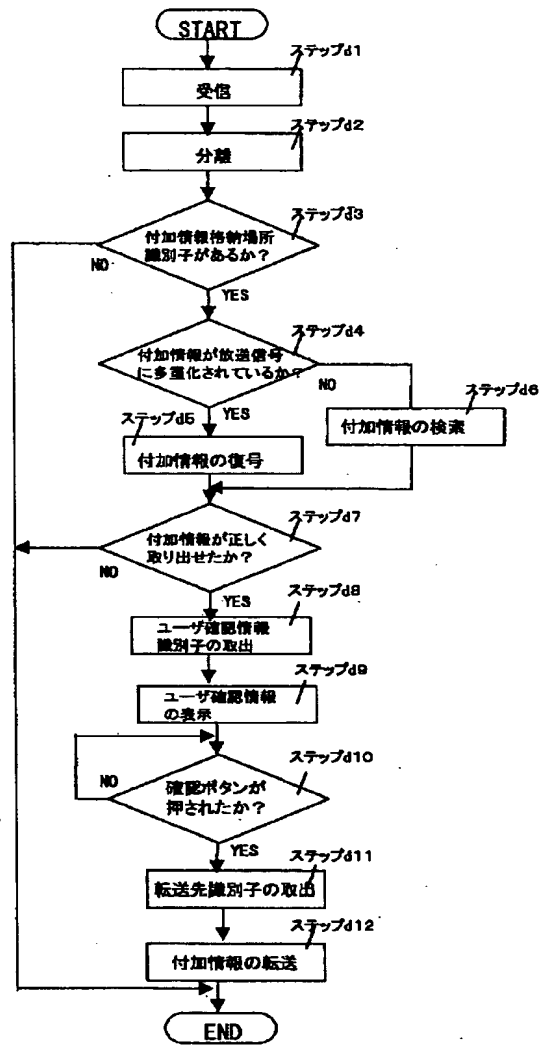 START
ステップd1
受信
ステップd2
分離
ステップd3
付加情報格納場所
識別子があるか？
NO
YES
ステップd4
付加情報が放送信号
に多重化されているか？
NO
YES
ステップd5
付加情報の復号
ステップd6
付加情報の検索
ステップd7
付加情報が正しく
取り出せたか？
NO
YES
ステップd8
ユーザ確認情報
識別子の取出
ステップd9
ユーザ確認情報
の表示
ステップd10
確認ボタンが
押されたか？
NO
YES
ステップd11
転送先識別子の取出
ステップd12
付加情報の転送
END